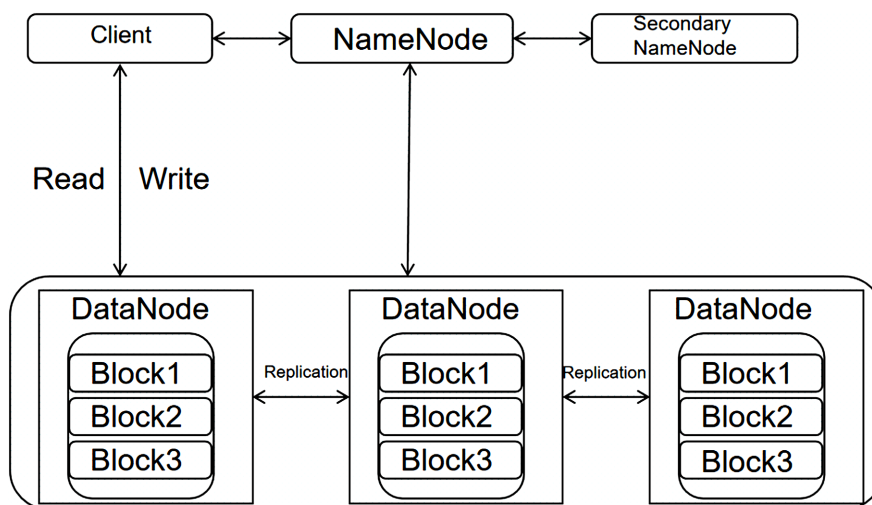 Client
NameNode
Secondary
NameNode
Read
Write
DataNode
DataNode
DataNode
Block1
Replication
Block1
Replication
Block1
Block2
Block2
Block2
Block3
Block3
Block3